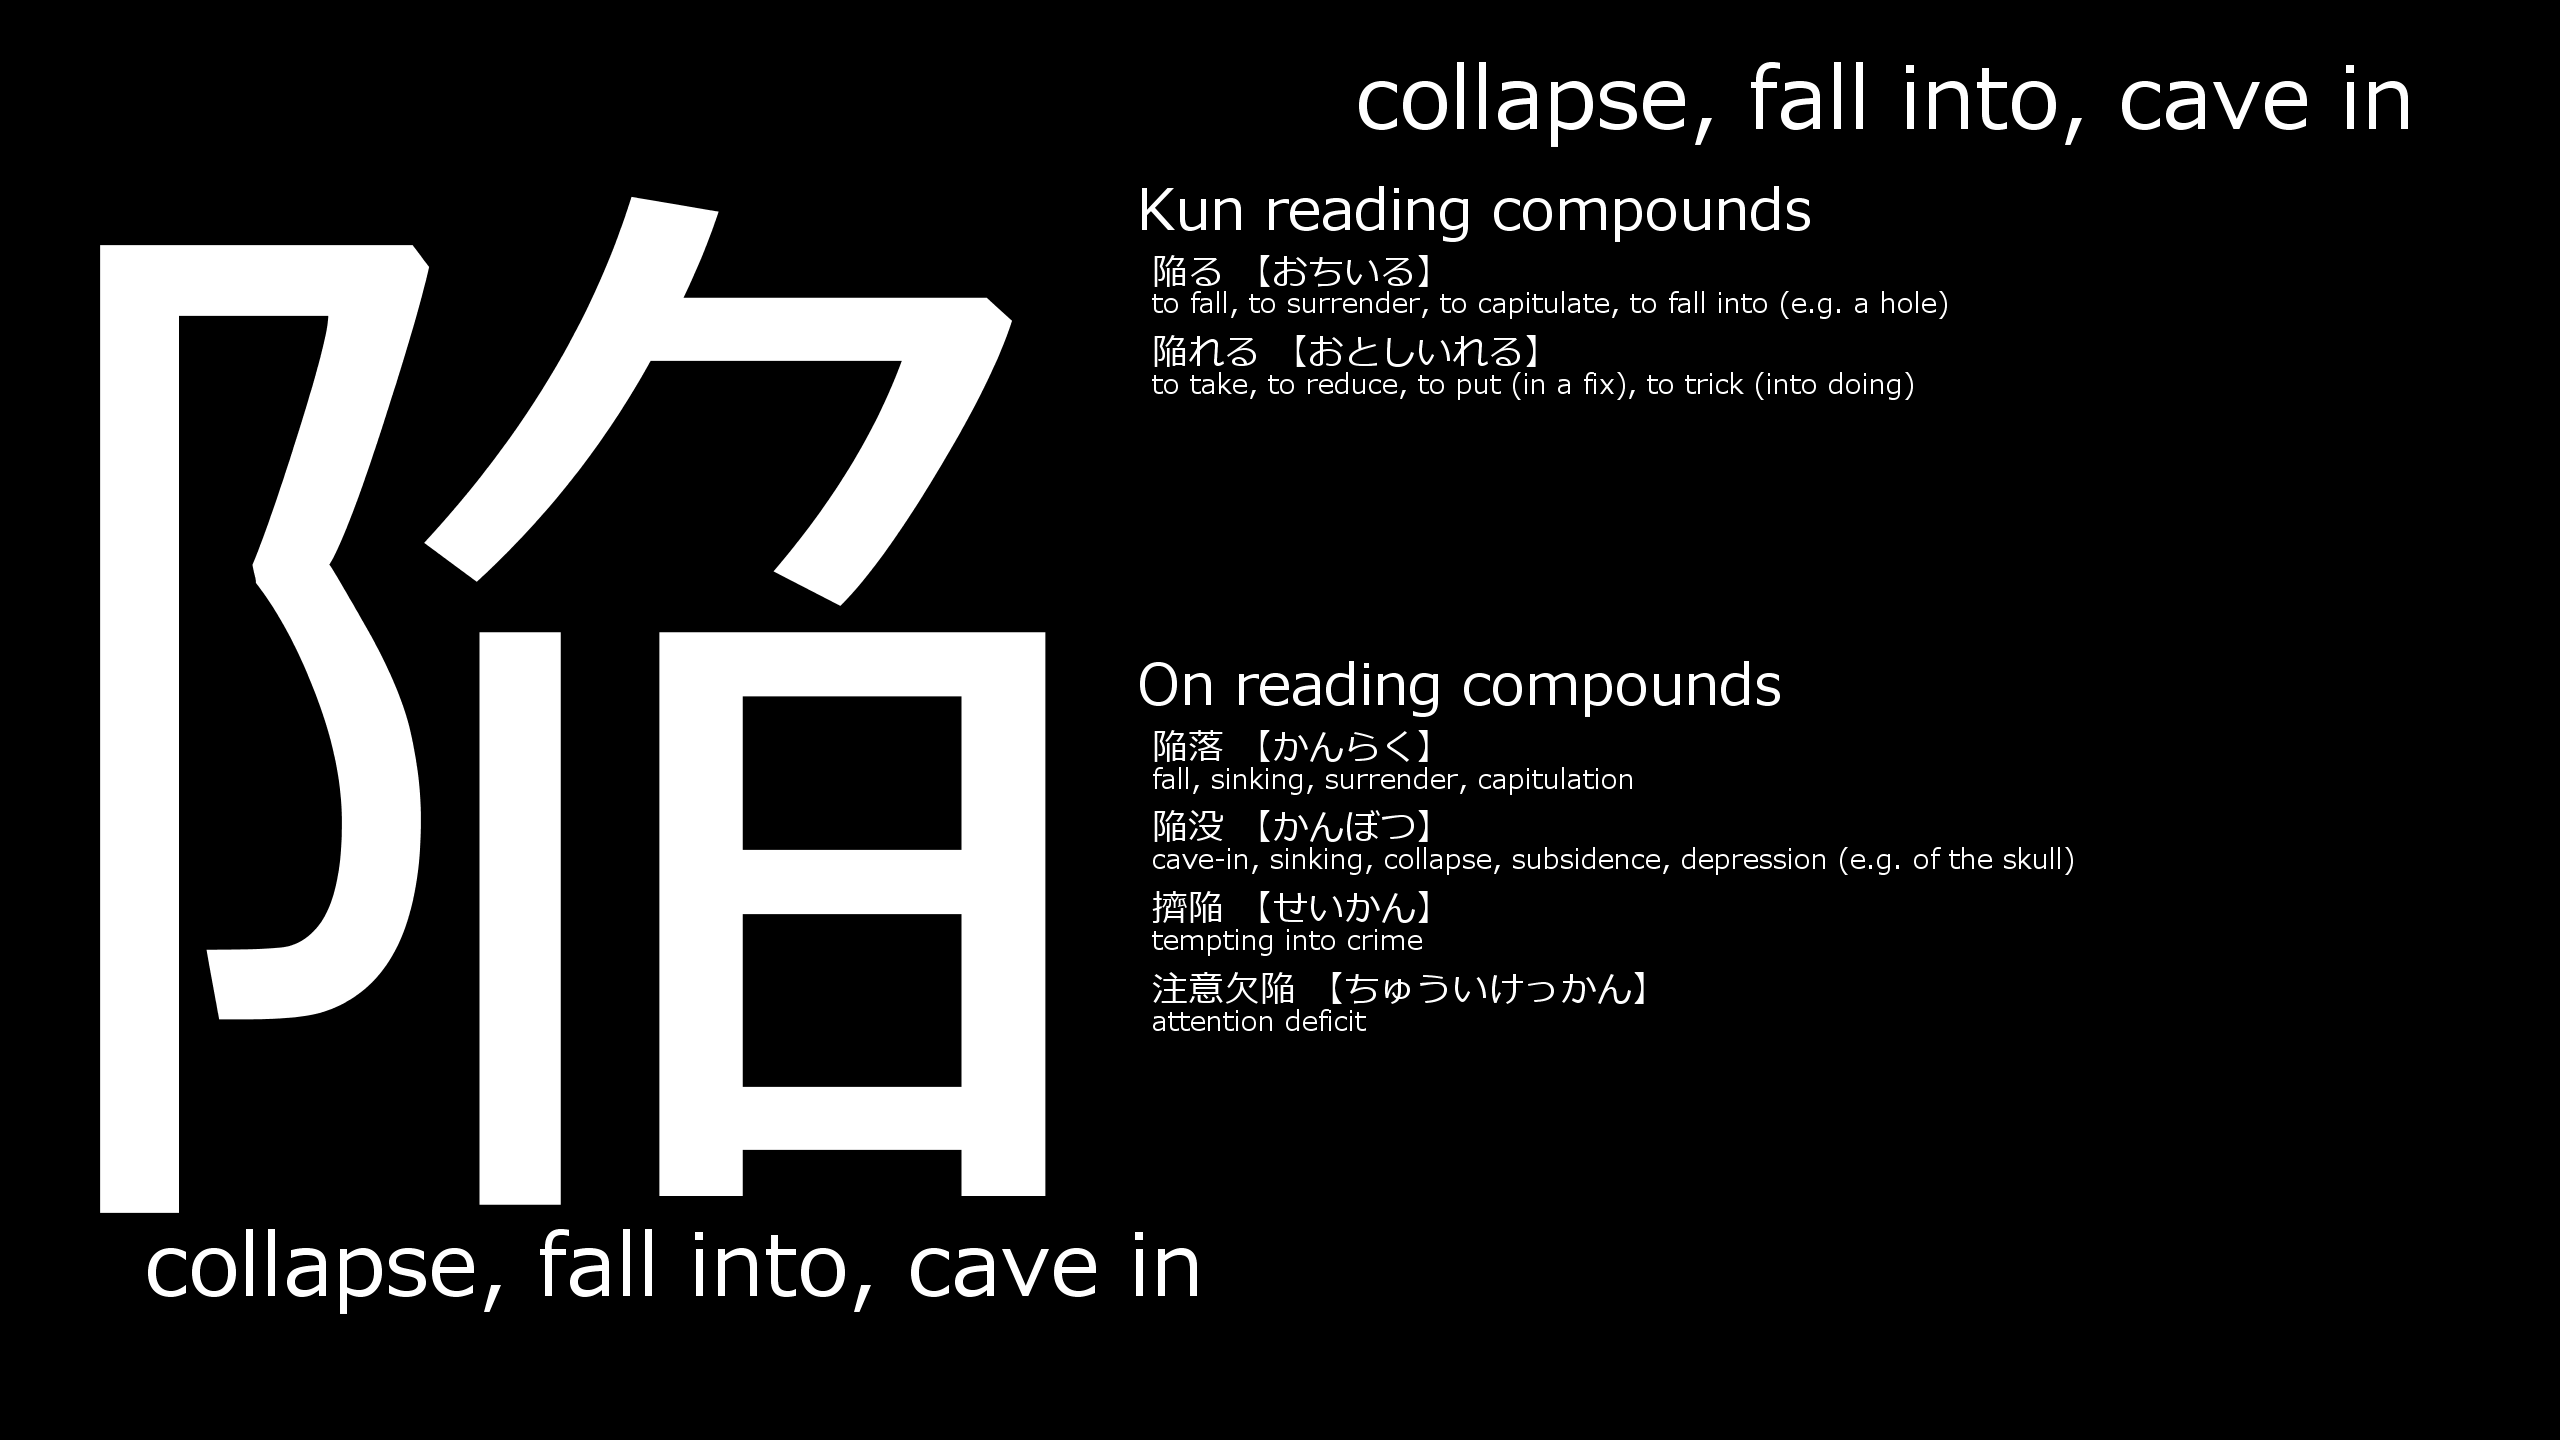 collapse, fall into, cave in
陥
collapse, fall into, cave in
Kun reading compounds
陥る 【おちいる】
to fall, to surrender, to capitulate, to fall into (e.g. a hole)
陥れる 【おとしいれる】
to take, to reduce, to put (in a fix), to trick (into doing)
On reading compounds
陥落 【かんらく】
fall, sinking, surrender, capitulation
陥没 【かんぼつ】
cave-in, sinking, collapse, subsidence, depression (e.g. of the skull)
擠陥 【せいかん】
tempting into crime
注意欠陥 【ちゅういけっかん】
attention deficit